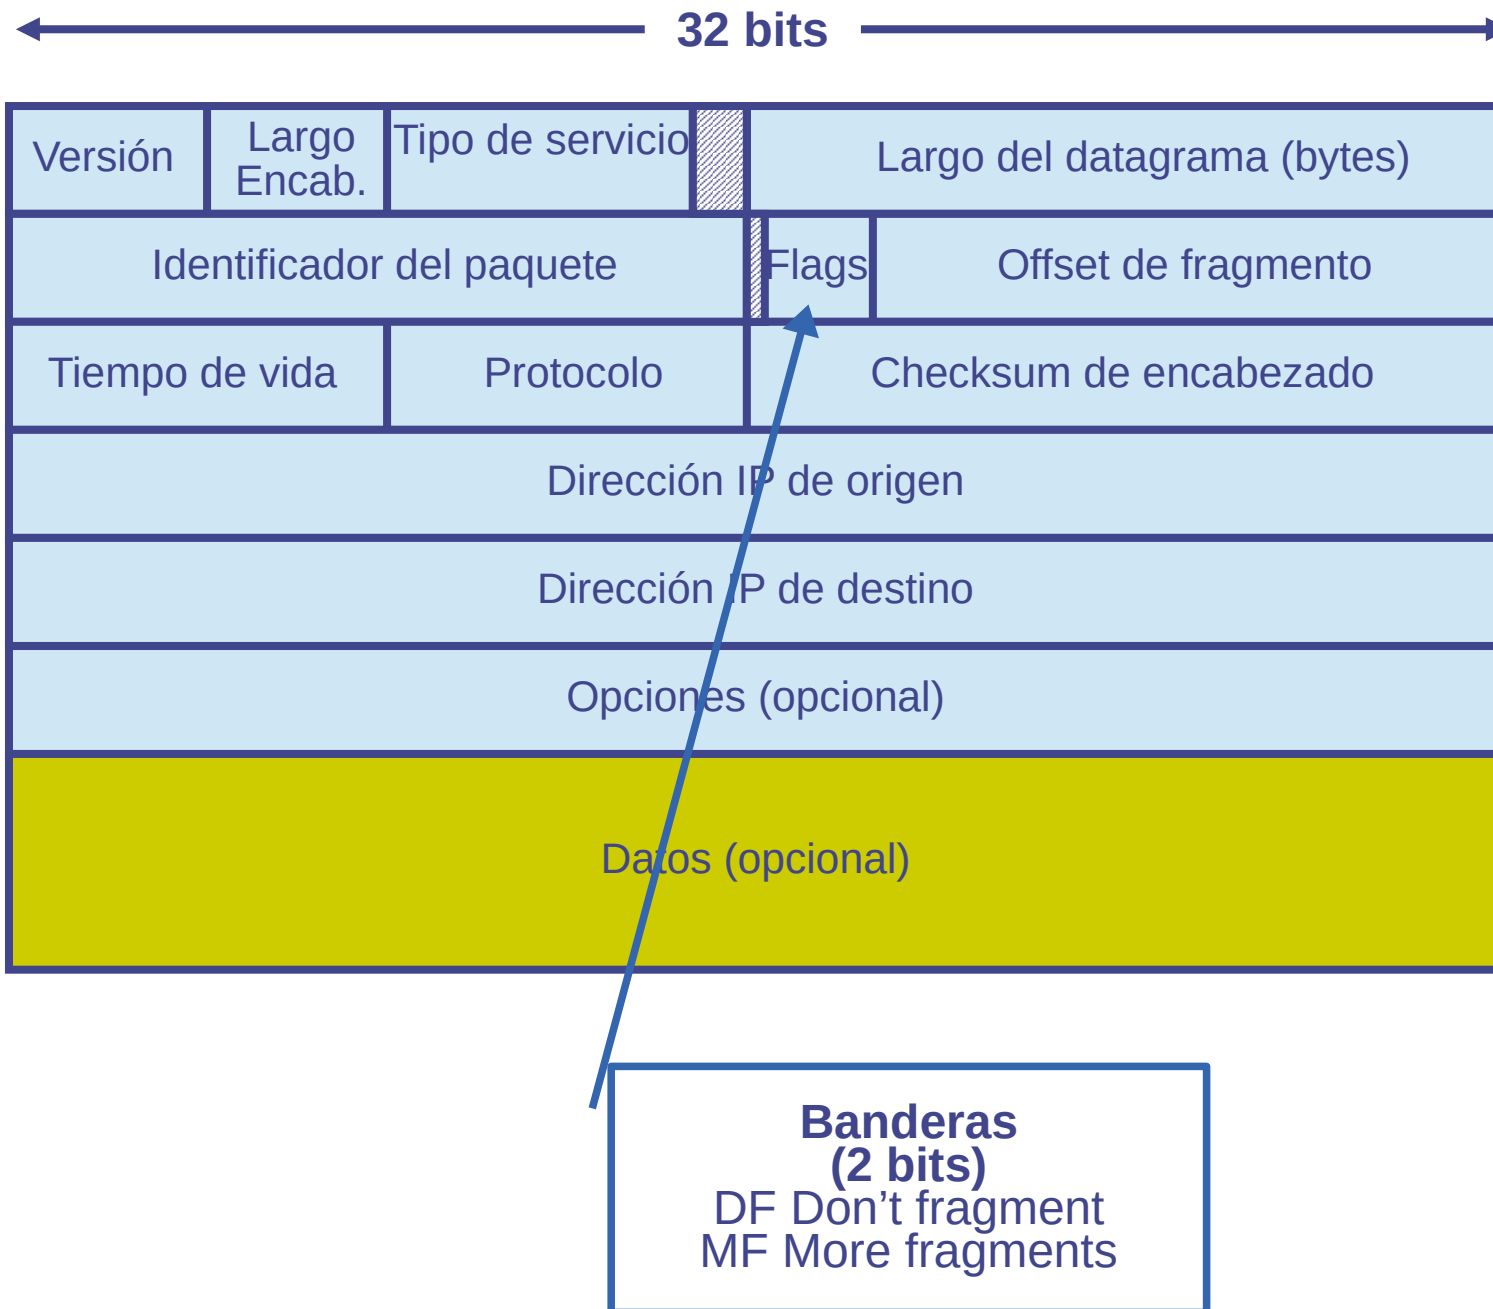 32 bits
Versión
Largo
Encab.
Tipo de servicio
Largo del datagrama (bytes)
Identificador del paquete
Flags
Offset de fragmento
Tiempo de vida
Protocolo
Checksum de encabezado
Dirección IP de origen
Dirección IP de destino
Opciones (opcional)
Datos (opcional)
Banderas
(2 bits)
DF Don’t fragment
MF More fragments